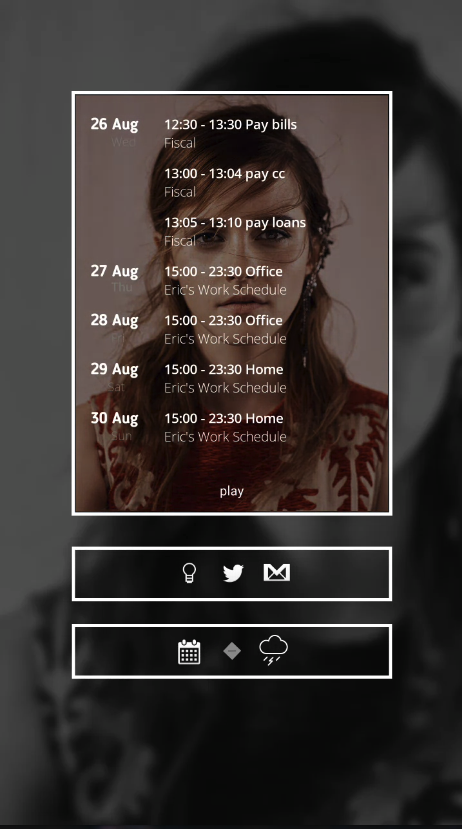 26 Aug 12:30 - 13:30 Pay bills
Wed Fiscal
13:00 - 13:04 pay cc
Fiscal
13:05 - 13:10 pay loans
Fiscal
27 Aug 15:00 - 23:30 Office
Thu Eric's Work Schedule
28 Aug 15:00 - 23:30 Office
Eric's Work Schedule
29 Aug 15:00 - 23:30 Home
Sat Eric's Work Schedule
30 Aug 15:00 - 23:30 Home
Sun Eric's Work Schedule
play